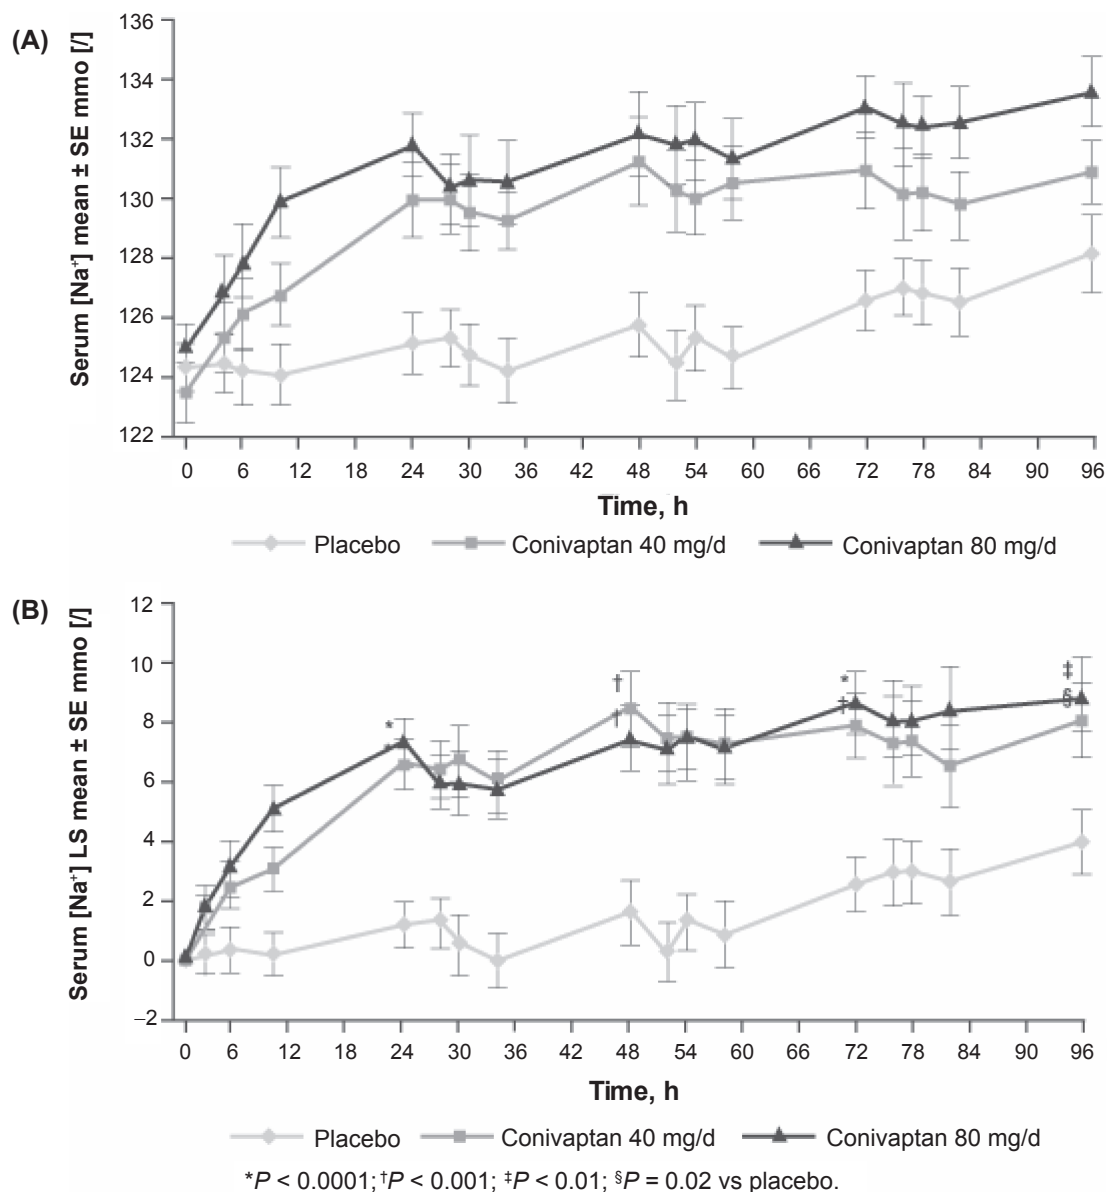 (A)
Serum [Na+] mean ± SE mmo [/]
136
134
132
130
128
126
124
122
0 6 12 18 24 30 36 42 48 54 60 66 72 78 84 90 96
Time, h
Placebo Conivaptan 40 mg/d Conivaptan 80 mg/d
(B)
Serum [Na+] LS mean ± SE mmo [/]
12
10
8
6
4
2
0
–2
* † † * † ‡ §
0 6 12 18 24 30 36 42 48 54 60 66 72 78 84 90 96
Time, h
Placebo Conivaptan 40 mg/d Conivaptan 80 mg/d
*P < 0.0001; †P < 0.001; ‡P < 0.01; §P = 0.02 vs placebo.